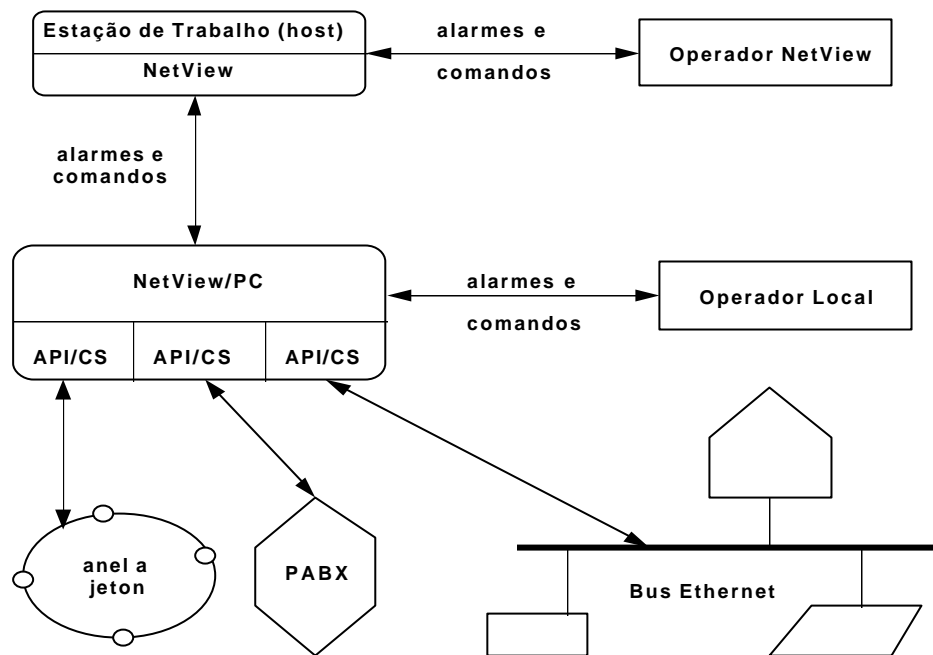 Estação de Trabalho (host)
NetView
alarmes e
comandos
Operador NetView
alarmes e
comandos
NetView/PC
API/CS
API/CS
API/CS
alarmes e
comandos
Operador Local
anel a
jeton
PABX
Bus Ethernet